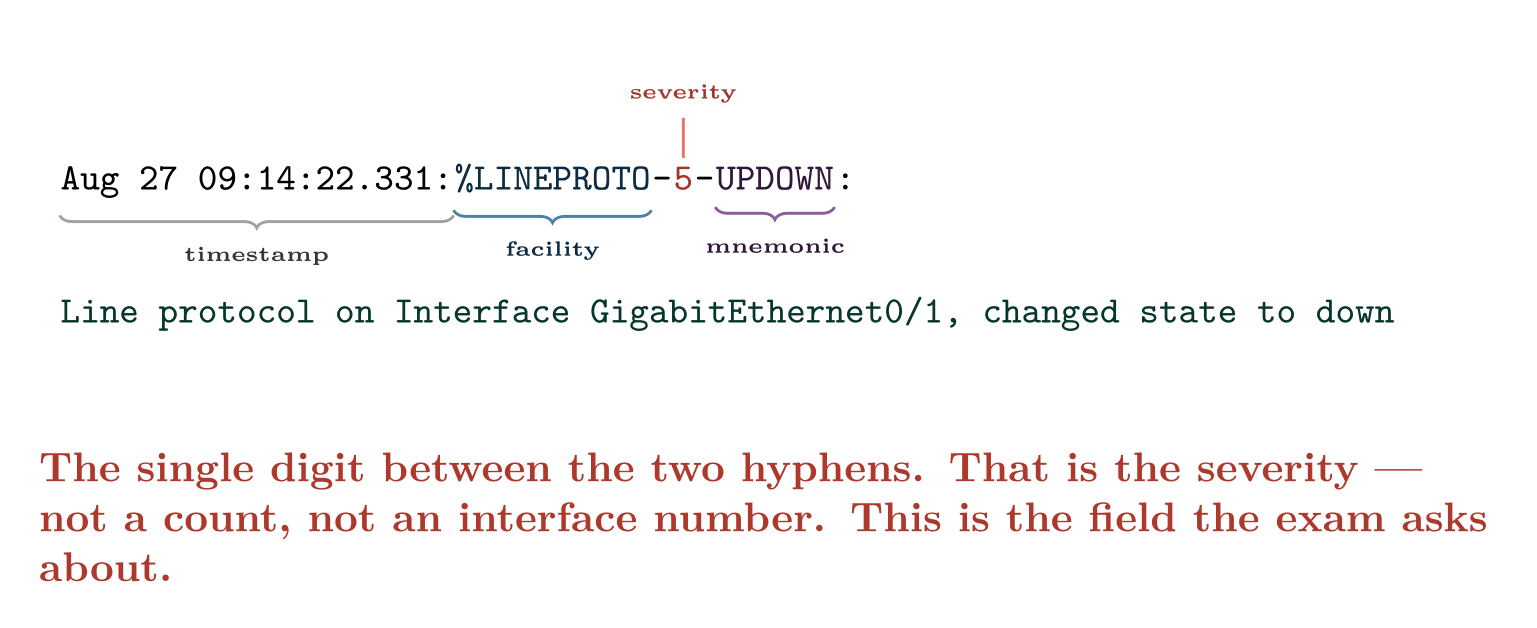 severity
Aug 27 09:14:22.331:%LINEPROTO-5-UPDOWN:
timestamp facility mnemonic
Line protocol on Interface GigabitEthernet0/1, changed state to down
The single digit between the two hyphens. That is the severity —
not a count, not an interface number. This is the field the exam asks
about.